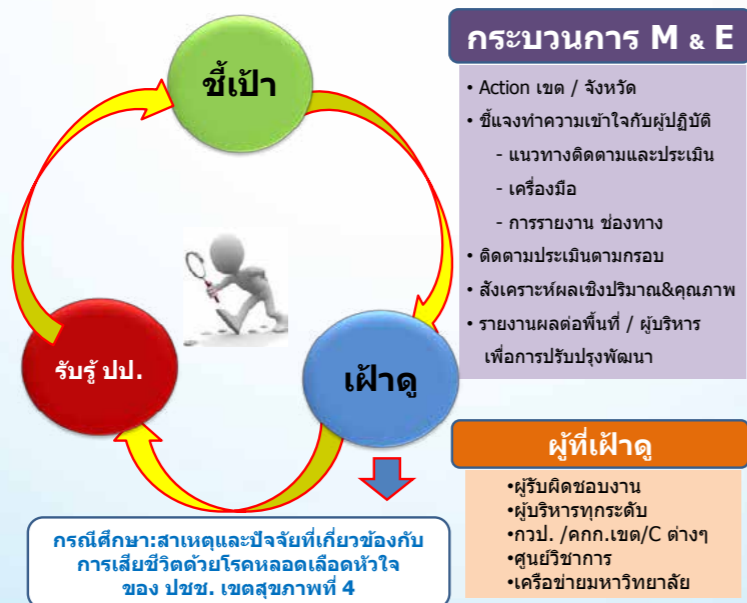 ชี้เป้า
เฝ้าดู
รับรู้ ปป.
กรณีศึกษา:สาเหตุและปัจจัยที่เกี่ยวข้องกับ
การเสียชีวิตด้วยโรคหลอดเลือดหัวใจ
ของ ปชช. เขตสุขภาพที่ 4
กระบวนการ M & E
• Action เขต / จังหวัด
• ชี้แจงทำความเข้าใจกับผู้ปฏิบัติ
- แนวทางติดตามและประเมิน
- เครื่องมือ
- การรายงาน ช่องทาง
• ติดตามประเมินตามกรอบ
• สังเคราะห์ผลเชิงปริมาณ&คุณภาพ
• รายงานผลต่อพื้นที่ / ผู้บริหาร
เพื่อการปรับปรุงพัฒนา
ผู้ที่เฝ้าดู
•ผู้รับผิดชอบงาน
•ผู้บริหารทุกระดับ
•กวป. /คกก.เขต/C ต่างๆ
•ศูนย์วิชาการ
•เครือข่ายมหาวิทยาลัย